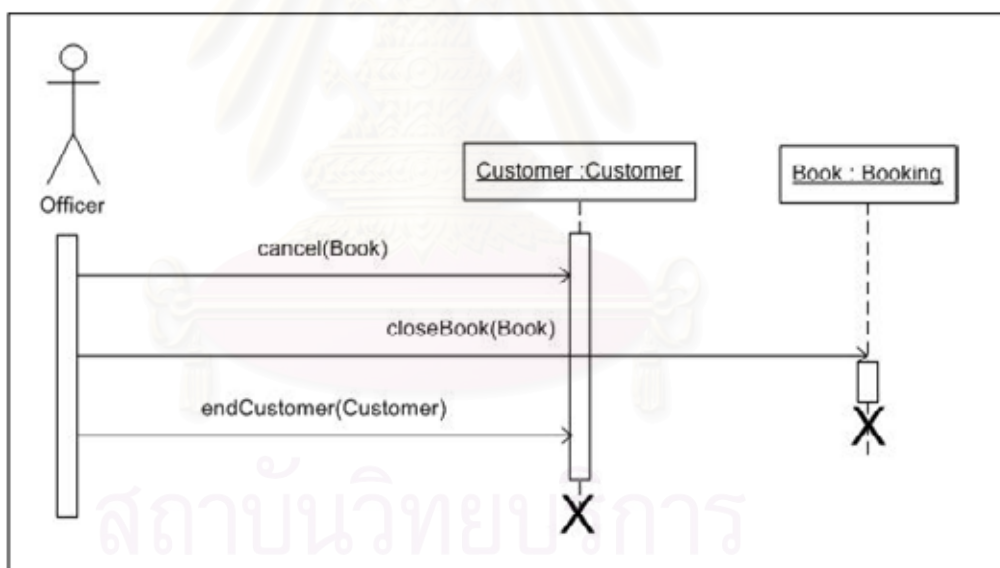 Customer :Customer
Book : Booking
Officer
cancel(Book)
closeBook(Book)
endCustomer(Customer)
สถาบันวิทยบริการ